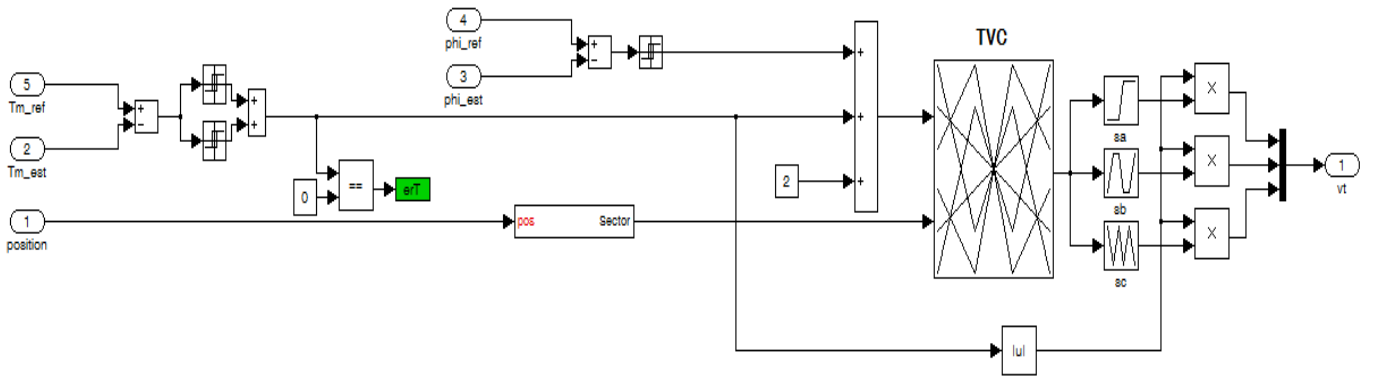 4
phi_ref
3
phi_est
+
−
TVC
5
Tm_ref
2
Tm_est
+
−
+
+
+
+
+
2
0
==
erT
1
position
pos
Sector
sa
sb
sc
×
×
×
1
vt
|u|